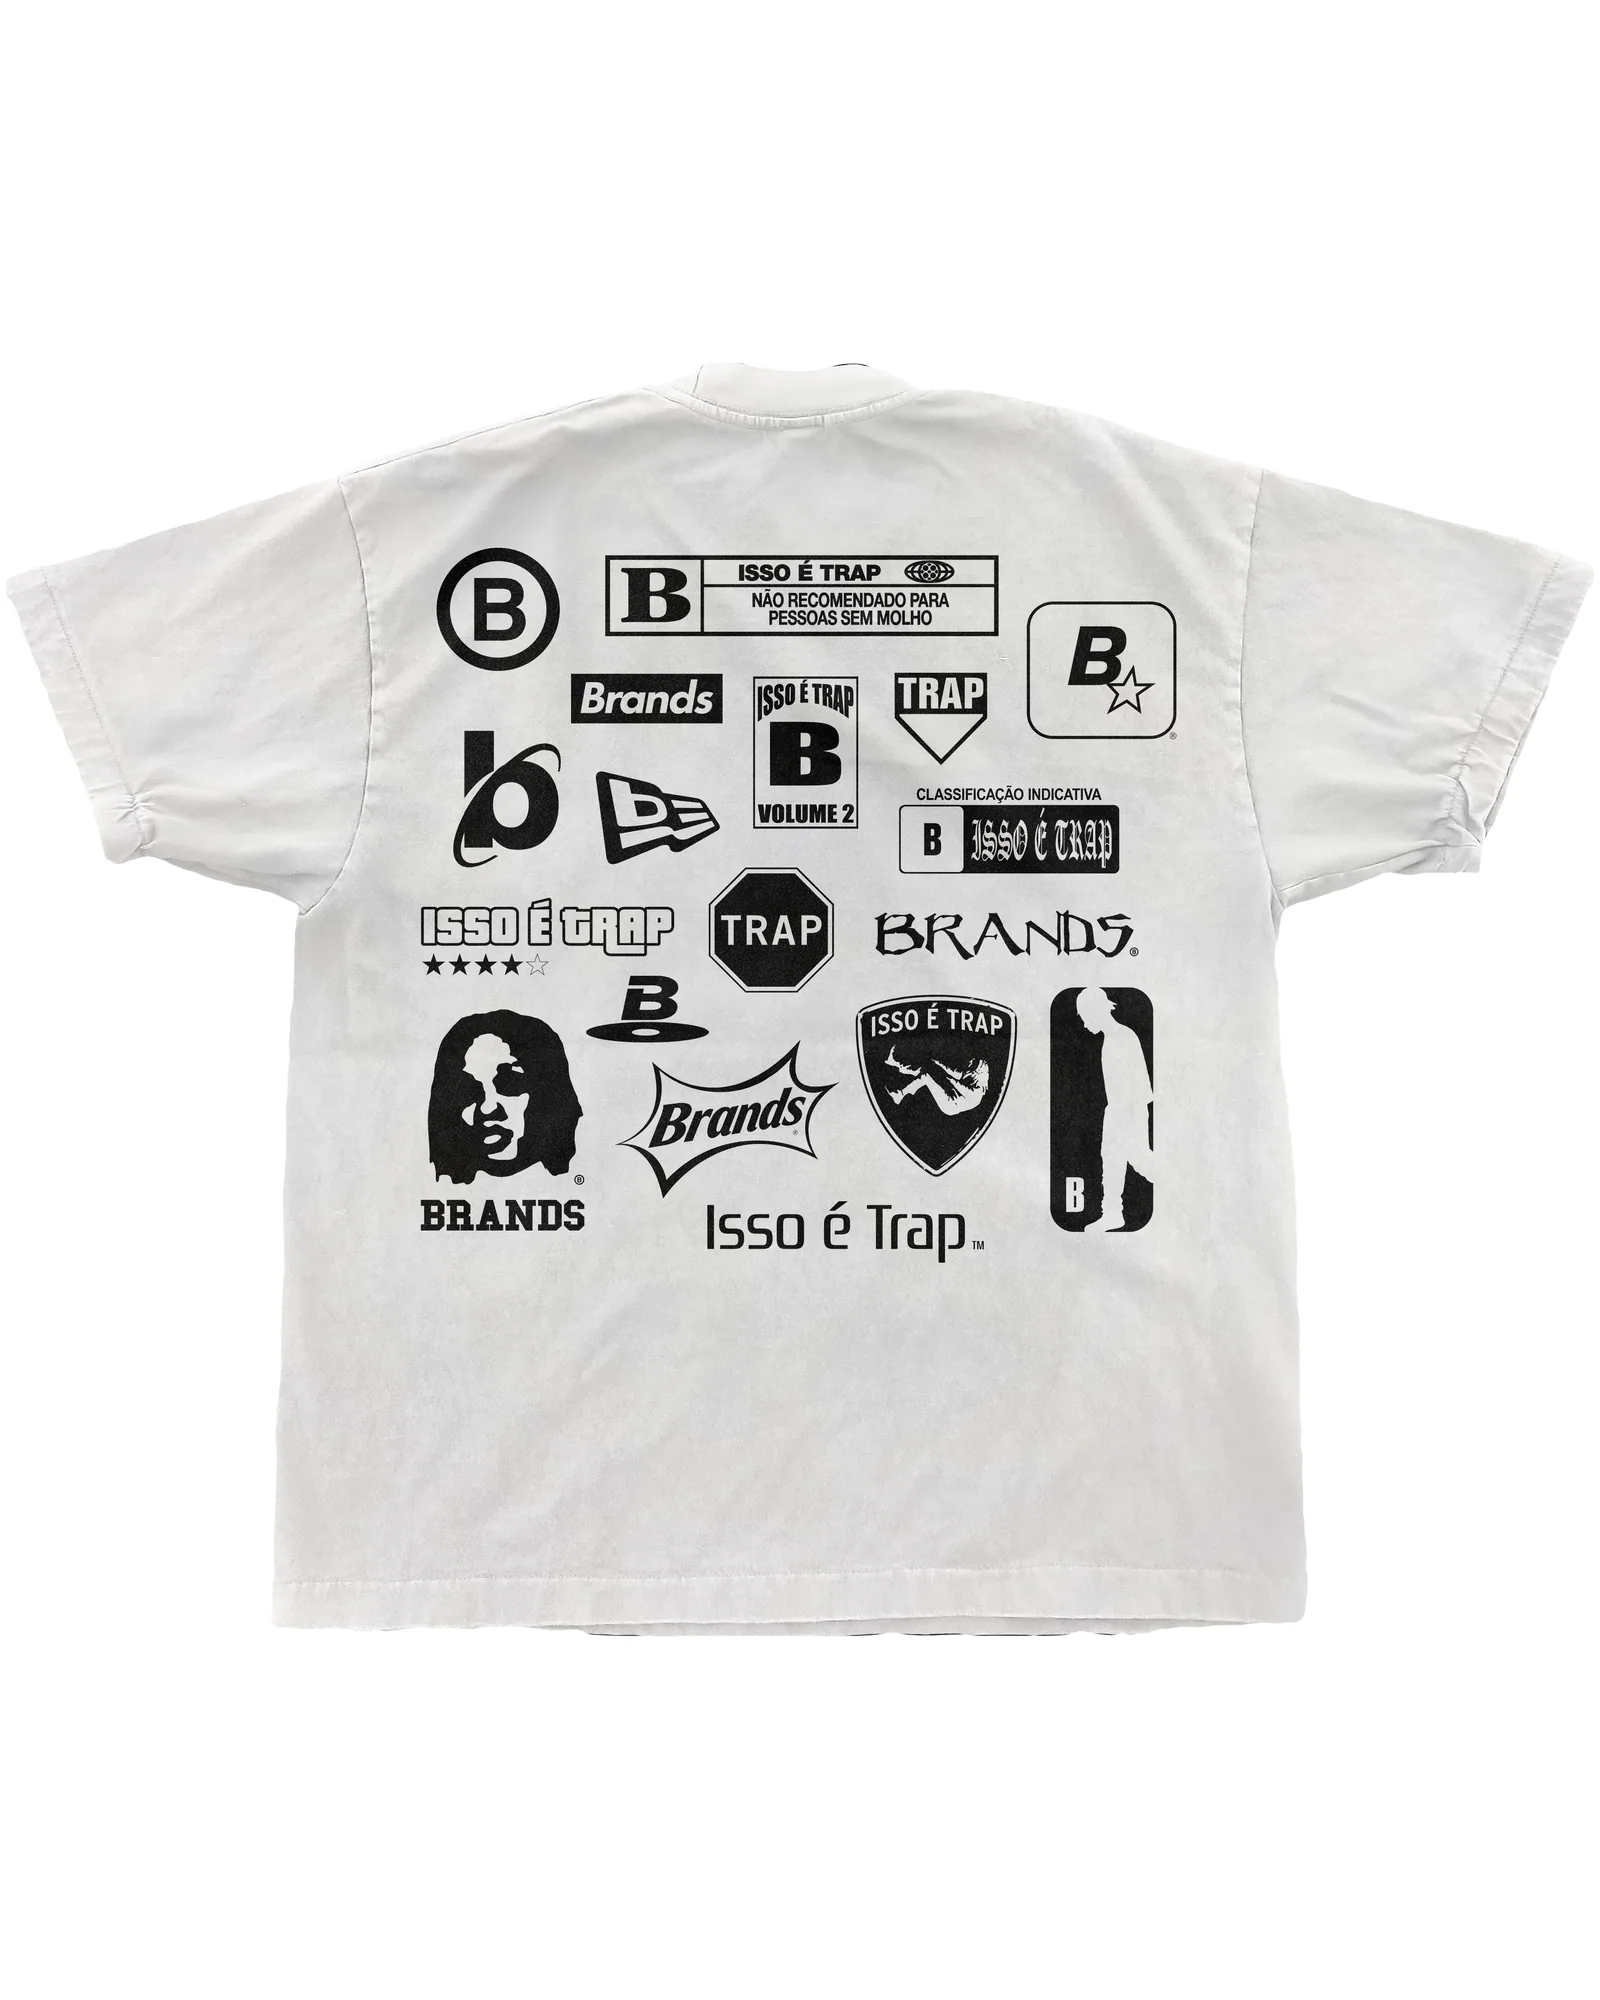 B
B
ISSO É TRAP
NÃO RECOMENDADO PARA
PESSOAS SEM MOLHO
B
®
Brands
ISSO É TRAP
B
VOLUME 2
TRAP
b
b
CLASSIFICAÇÃO INDICATIVA
B
ISSO É TRAP
ISSO É TRAP
TRAP
BRANDS
B
ISSO É TRAP
B
BRANDS
Brands
Isso é Trap
TM